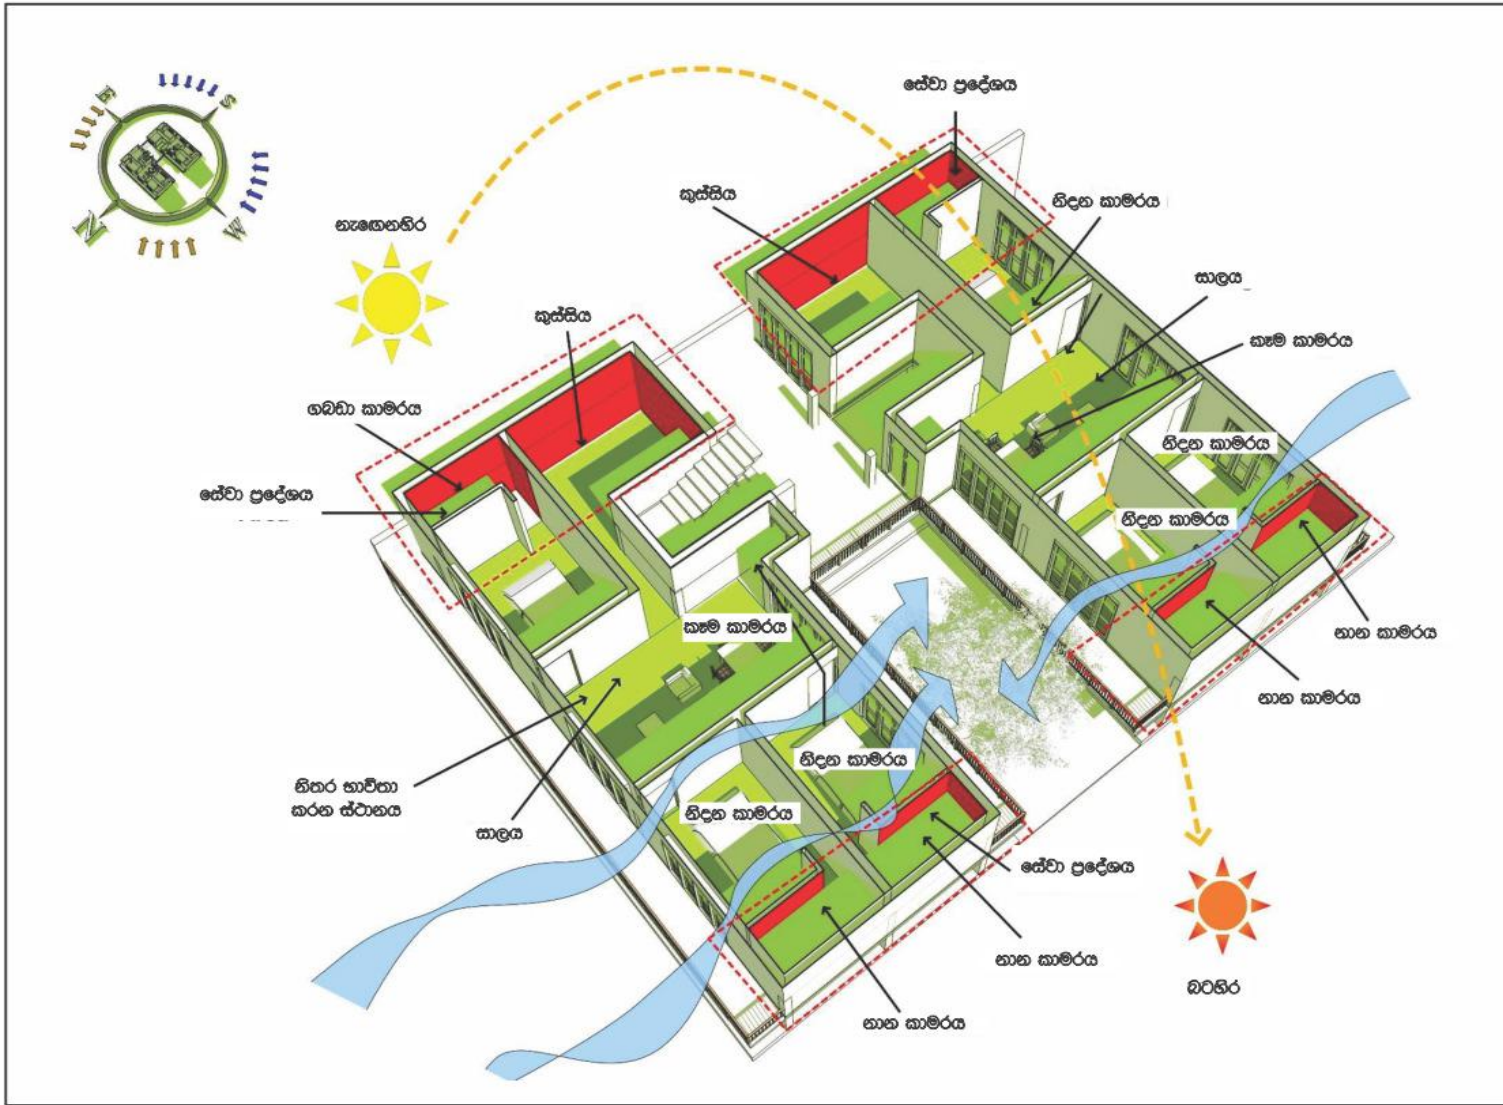 E
S
N
W
නැඟෙනහිර
සේවා ප්‍රදේශය
කුස්සිය
නිදන කාමරය
සාලය
කෑම කාමරය
නිදන කාමරය
නිදන කාමරය
නාන කාමරය
නාන කාමරය
කුස්සිය
ගබඩා කාමරය
සේවා ප්‍රදේශය
කෑම කාමරය
නිදන කාමරය
නිදන කාමරය
නිතර භාවිතා
කරන ස්ථානය
සාලය
සේවා ප්‍රදේශය
නාන කාමරය
නාන කාමරය
බටහිර